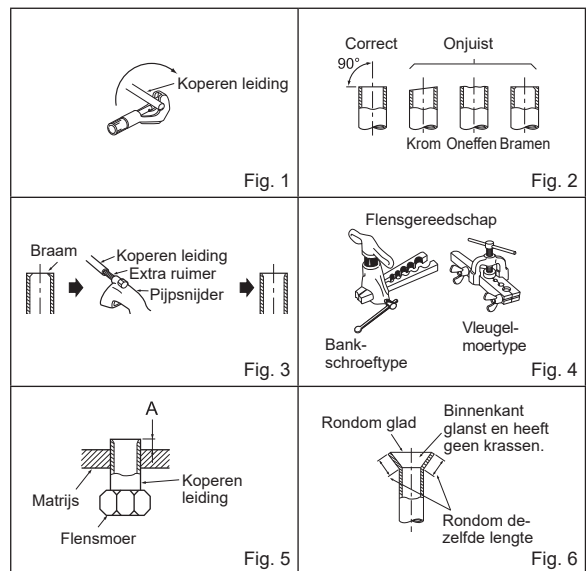 Koperen leiding
Fig. 1
Correct
Onjuist
90°
Krom Oneffen Bramen
Fig. 2
Braam
Koperen leiding
Extra ruimer
Pijpsnijder
Fig. 3
Flensgereedschap
Bank-
schroeftype
Vleugel-
moertype
Fig. 4
A
Matrijs
Koperen
leiding
Flensmoer
Fig. 5
Rondom glad
Binnenkant
glanst en heeft
geen krassen.
Rondom de-
zelfde lengte
Fig. 6